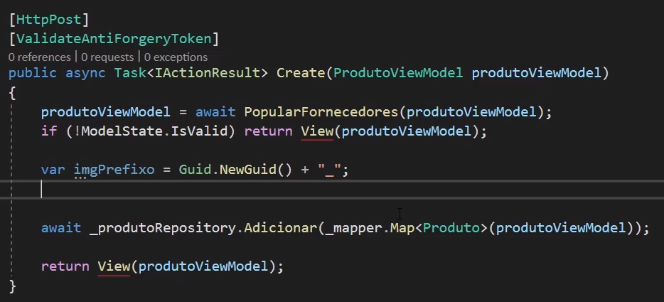 [HttpPost]
[ValidateAntiForgeryToken]
0 references | 0 requests | 0 exceptions
public async Task<IActionResult> Create(ProdutoViewModel produtoViewModel)
{
    produtoViewModel = await PopularFornecedores(produtoViewModel);
    if (!ModelState.IsValid) return View(produtoViewModel);
    var imgPrefixo = Guid.NewGuid() + "_";
    await _produtoRepository.Adicionar(_mapper.Map<Produto>(produtoViewModel));
    return View(produtoViewModel);
}